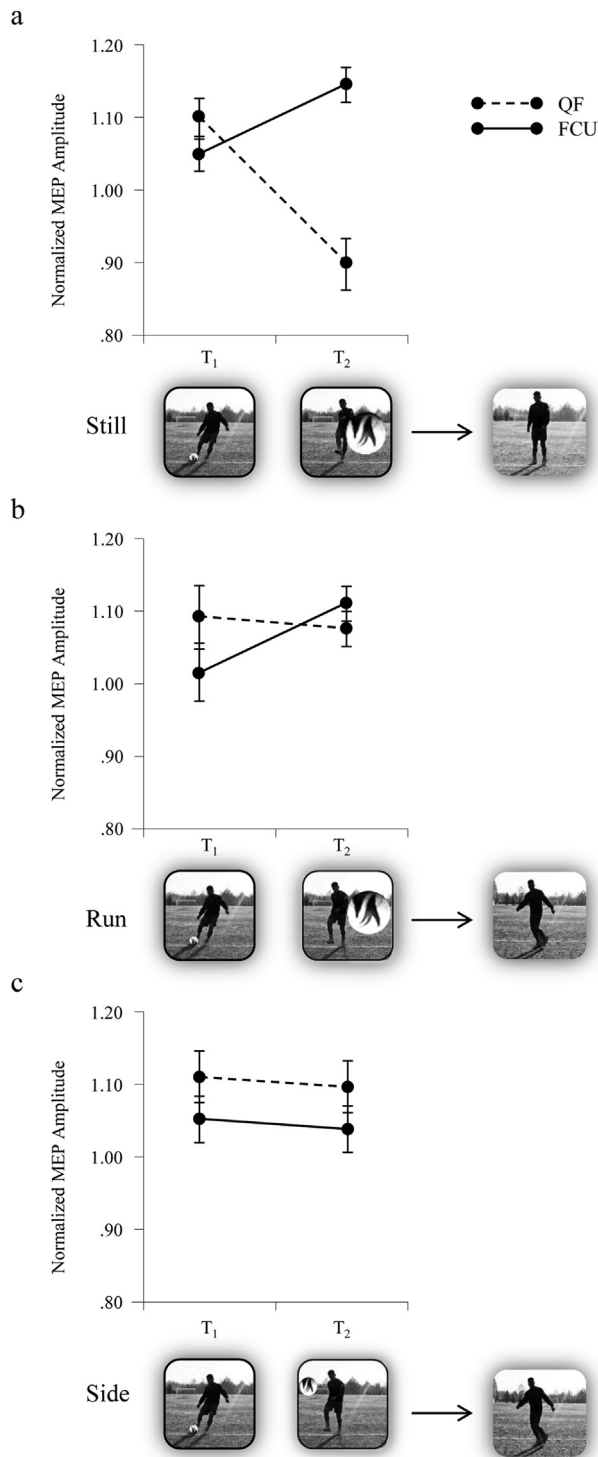 a
1.20
1.10
1.00
.90
.80
Normalized MEP Amplitude
QF
FCU
T1 T2
Still
b
1.20
1.10
1.00
.90
.80
Normalized MEP Amplitude
T1 T2
Run
c
1.20
1.10
1.00
.90
.80
Normalized MEP Amplitude
T1 T2
Side